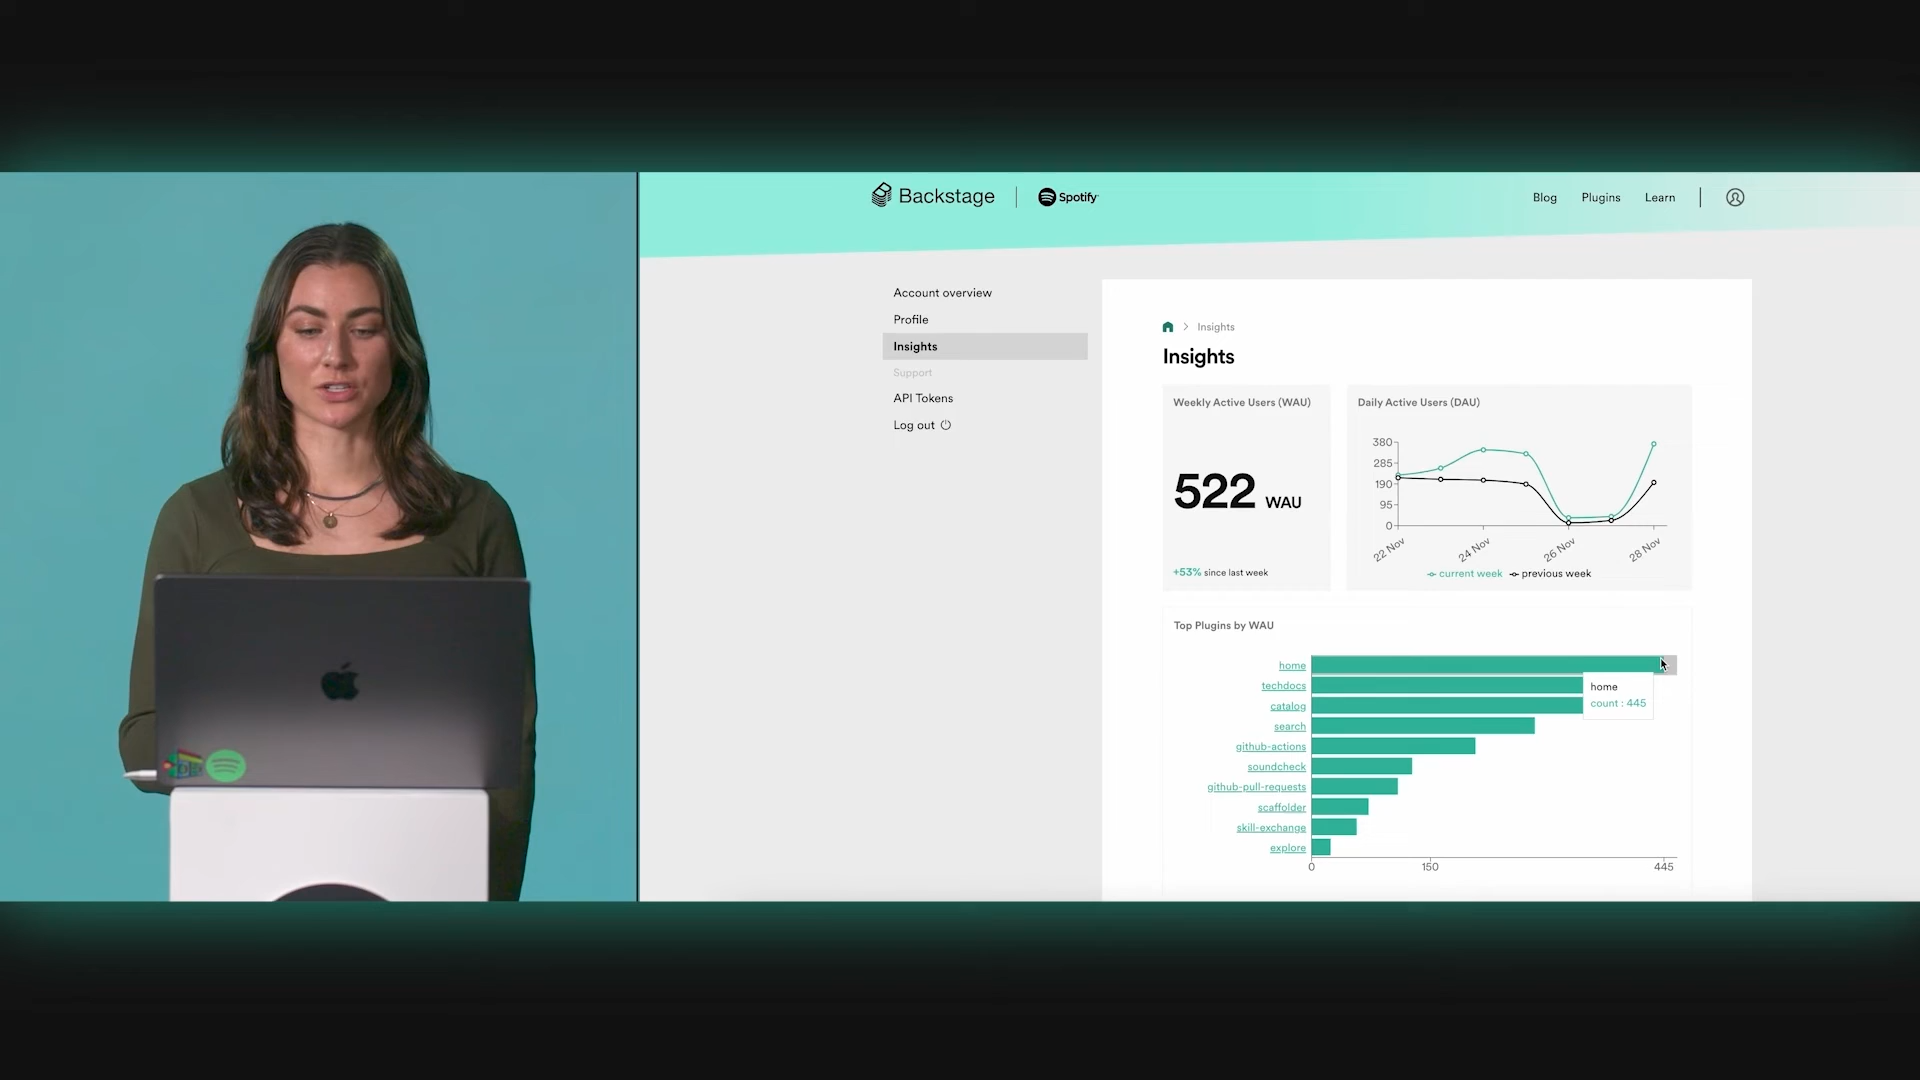 Backstage
Spotify
Blog
Plugins
Learn
Account overview
Profile
Insights
Support
API Tokens
Log out
Insights
Insights
Weekly Active Users (WAU)
522 WAU
+53% since last week
Daily Active Users (DAU)
380
285
190
95
0
22 Nov
24 Nov
26 Nov
28 Nov
current week
previous week
Top Plugins by WAU
home
techdocs
catalog
search
github-actions
soundcheck
github-pull-requests
scaffolder
skill-exchange
explore
home
count : 445
0
150
445